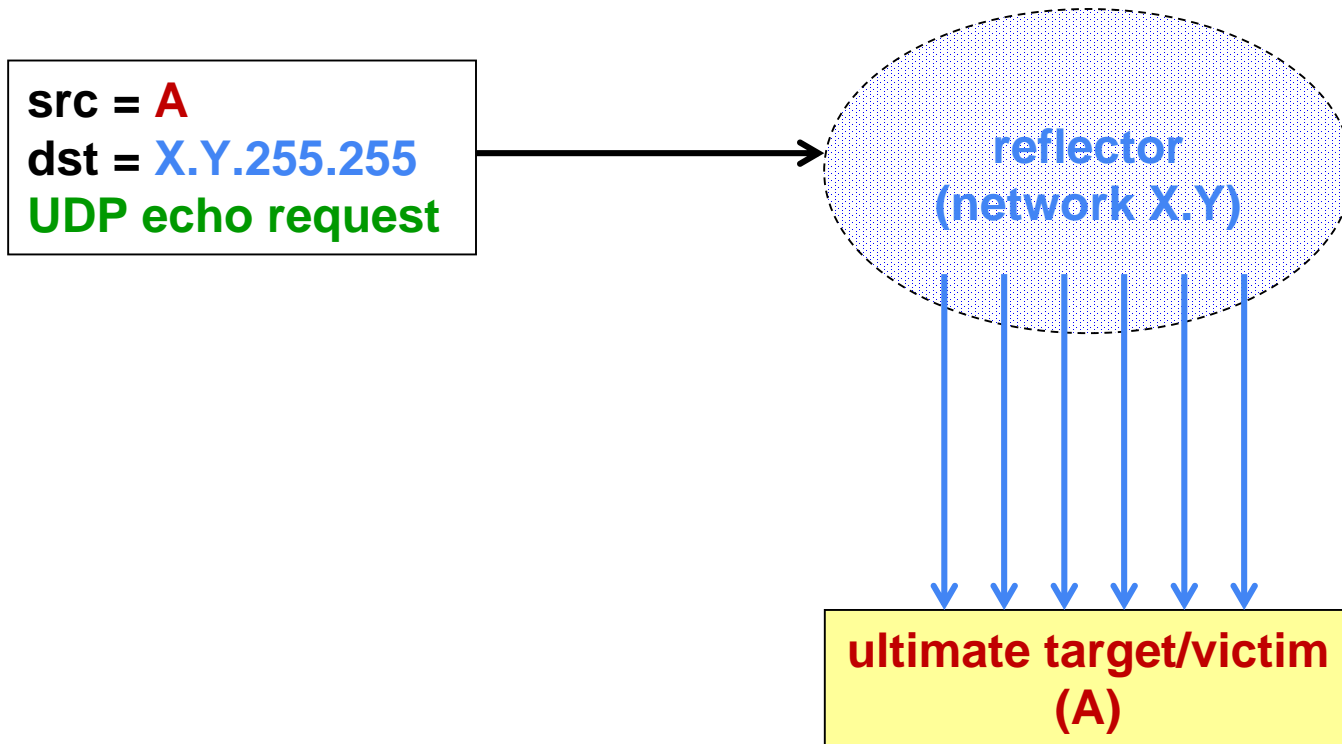 src = A
dst = X.Y.255.255
UDP echo request
reflector
(network X.Y)
ultimate target/victim
(A)